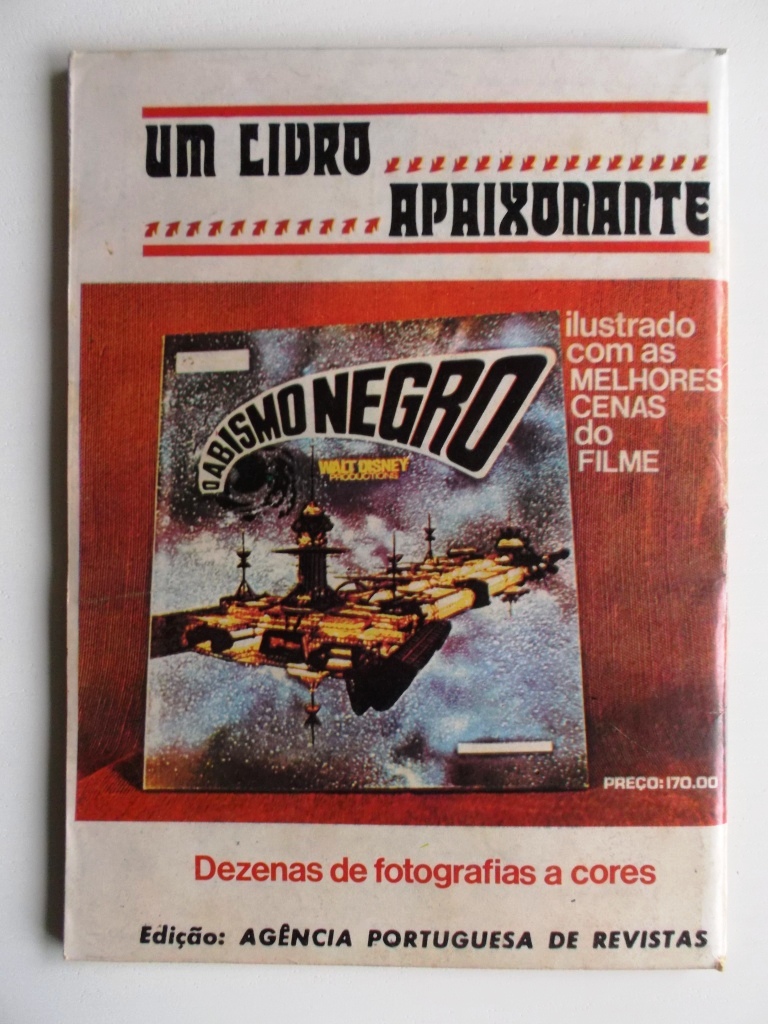 UM LIVRO
APAIXONANTE
ilustrado
com as
MELHORES
CENAS
do
FILME
O ABISMO NEGRO
WALT DISNEY
PRODUCTIONS
PREÇO: 170.00
Dezenas de fotografias a cores
Edição: AGÊNCIA PORTUGUESA DE REVISTAS